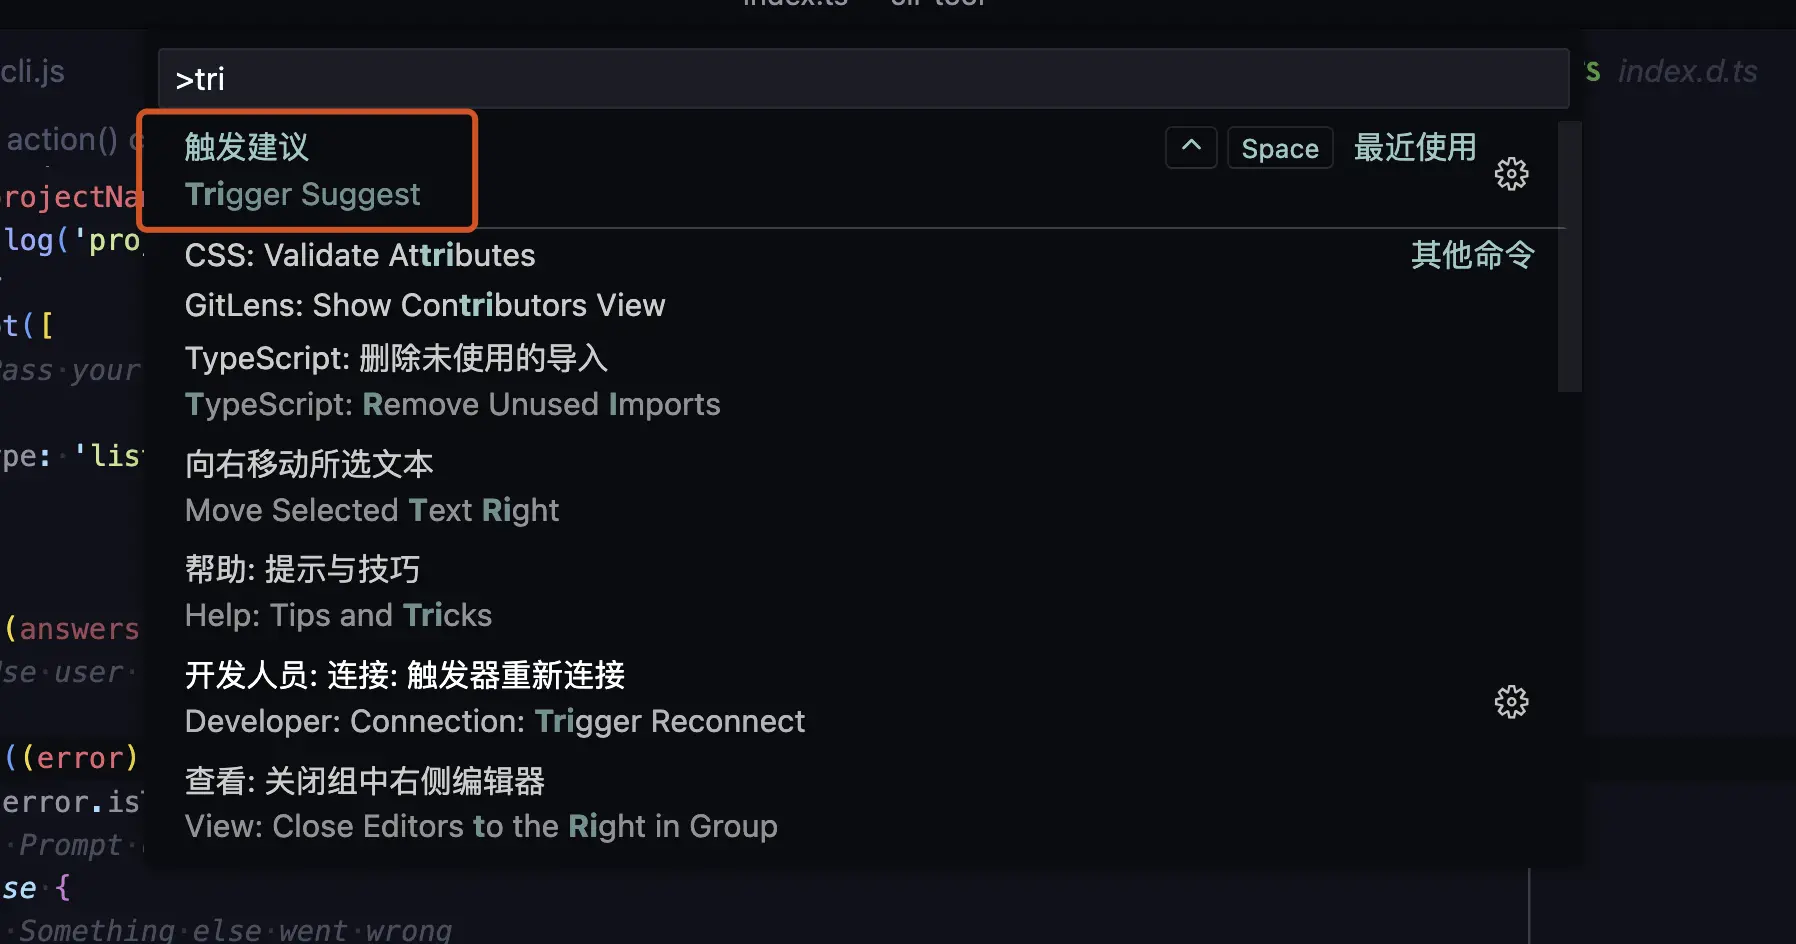 cli.js
index.d.ts
>tri
触发建议
Trigger Suggest
^ Space 最近使用
CSS: Validate Attributes
其他命令
GitLens: Show Contributors View
TypeScript: 删除未使用的导入
TypeScript: Remove Unused Imports
向右移动所选文本
Move Selected Text Right
帮助: 提示与技巧
Help: Tips and Tricks
开发人员: 连接: 触发器重新连接
Developer: Connection: Trigger Reconnect
查看: 关闭组中右侧编辑器
View: Close Editors to the Right in Group
action()
log('pro
t([
your
'lis
(answers
user
((error)
error.is
Prompt
se {
Something else went wrong